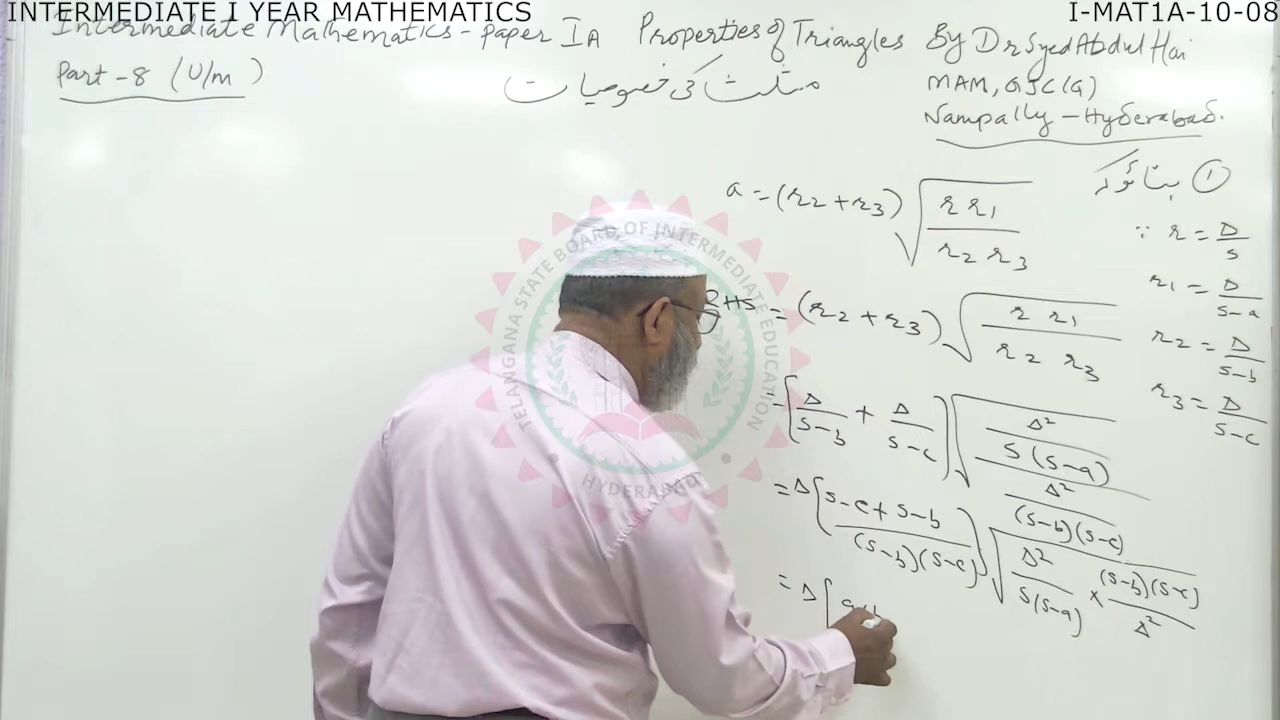 INTERMEDIATE I YEAR MATHEMATICS
I-MAT1A-10-08
Intermediate Mathematics - paper IA Properties of Triangles By Dr Syed Abdul Hai
Part - 8 (U/m)
مثلث کی خصوصیات
MAM, GJC(G)
Nampally - Hyderabad.
① بتاؤ کہ
a = (r2 + r3) √(r r1 / r2 r3)
∵ r = Δ/s
r1 = Δ/s-a
r2 = Δ/s-b
r3 = Δ/s-c
RHS = (r2 + r3) √(r r1 / r2 r3)
= [Δ/s-b + Δ/s-c] √(Δ²/s(s-a) / Δ²/(s-b)(s-c))
= Δ[s-c+s-b/(s-b)(s-c)] √(Δ²/s(s-a) × (s-b)(s-c)/Δ²)
= Δ[
TELANGANA STATE BOARD OF INTERMEDIATE EDUCATION
HYDERABAD